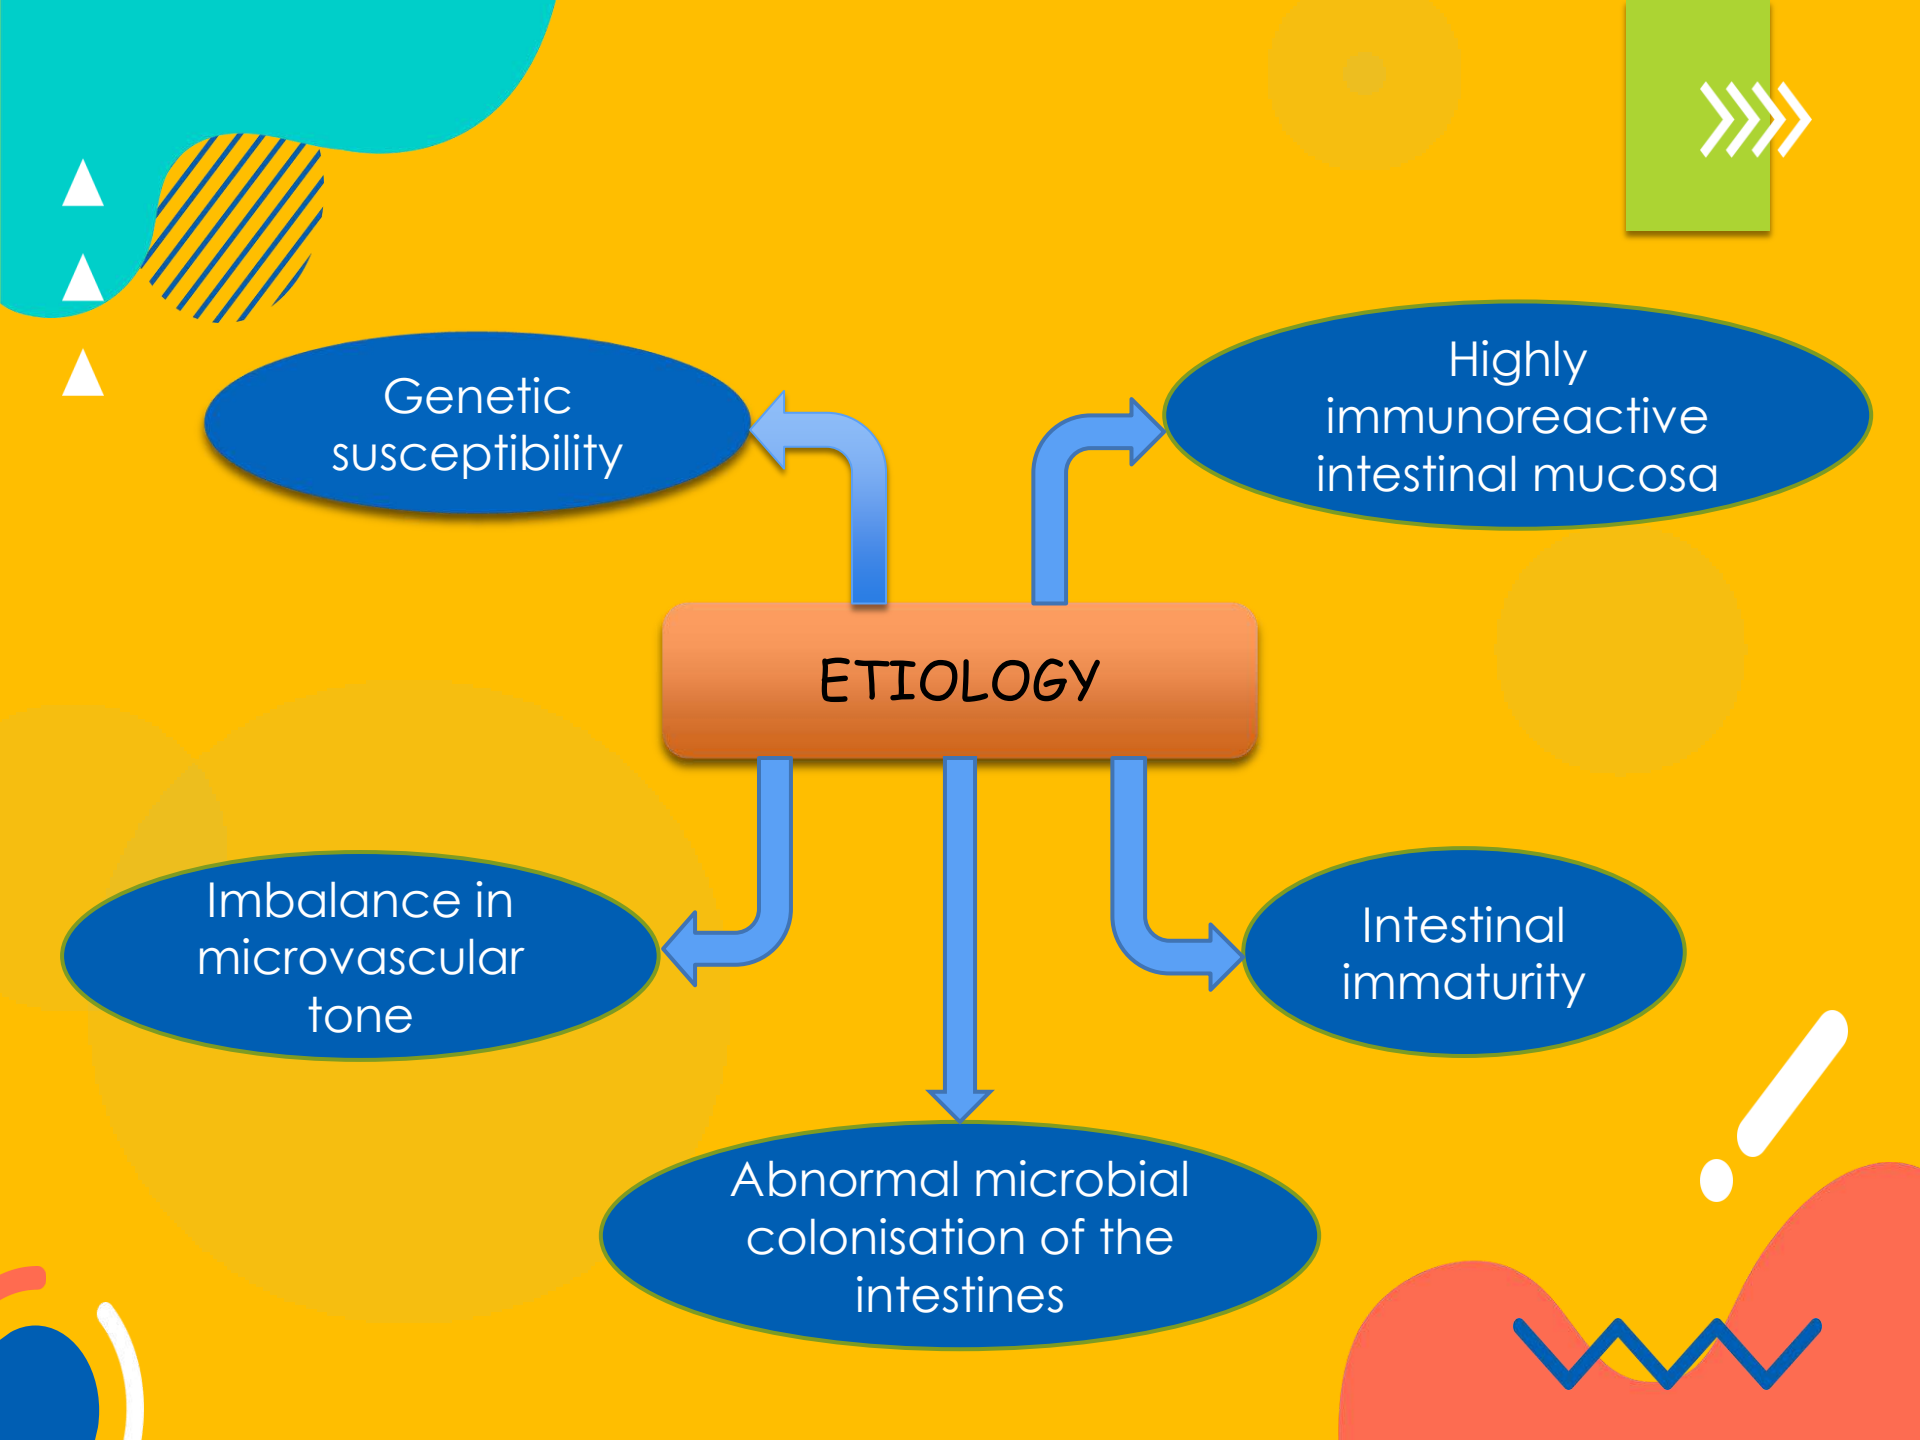 Genetic
susceptibility
Highly
immunoreactive
intestinal mucosa
ETIOLOGY
Imbalance in
microvascular
tone
Intestinal
immaturity
Abnormal microbial
colonisation of the
intestines